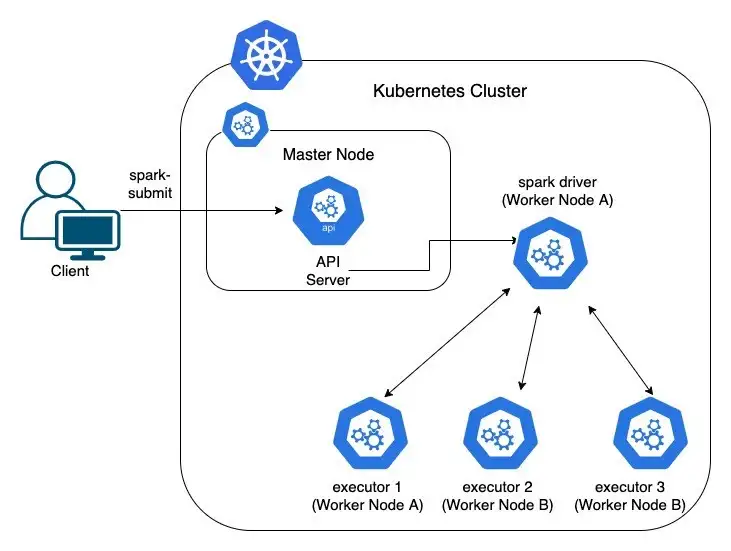 Kubernetes Cluster
Master Node
spark-
submit
spark driver
(Worker Node A)
api
API
Server
Client
executor 1
(Worker Node A)
executor 2
(Worker Node B)
executor 3
(Worker Node B)